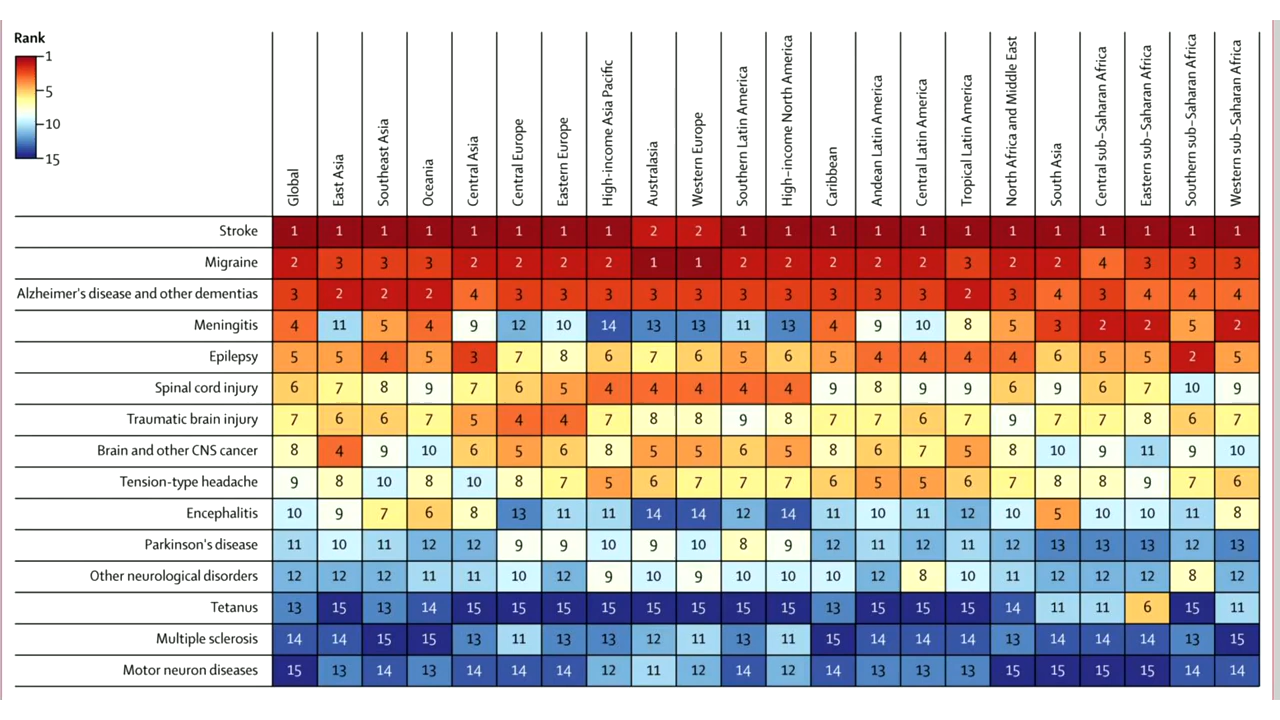 Rank
1
5
10
15
Global
East Asia
Southeast Asia
Oceania
Central Asia
Central Europe
Eastern Europe
High-income Asia Pacific
Australasia
Western Europe
Southern Latin America
High-income North America
Caribbean
Andean Latin America
Central Latin America
Tropical Latin America
North Africa and Middle East
South Asia
Central sub-Saharan Africa
Eastern sub-Saharan Africa
Southern sub-Saharan Africa
Western sub-Saharan Africa
Stroke 1 1 1 1 1 1 1 1 2 2 1 1 1 1 1 1 1 1 1 1 1 1
Migraine 2 3 3 3 2 2 2 2 1 1 2 2 2 2 2 3 2 2 4 3 3 3
Alzheimer's disease and other dementias 3 2 2 2 4 3 3 3 3 3 3 3 3 3 3 2 3 4 3 4 4 4
Meningitis 4 11 5 4 9 12 10 14 13 13 11 13 4 9 10 8 5 3 2 2 5 2
Epilepsy 5 5 4 5 3 7 8 6 7 6 5 6 5 4 4 4 4 6 5 5 2 5
Spinal cord injury 6 7 8 9 7 6 5 4 4 4 4 4 9 8 9 9 6 9 6 7 10 9
Traumatic brain injury 7 6 6 7 5 4 4 7 8 8 9 8 7 7 6 7 9 7 7 8 6 7
Brain and other CNS cancer 8 4 9 10 6 5 6 8 5 5 6 5 8 6 7 5 8 10 9 11 9 10
Tension-type headache 9 8 10 8 10 8 7 5 6 7 7 7 6 5 5 6 7 8 8 9 7 6
Encephalitis 10 9 7 6 8 13 11 11 14 14 12 14 11 10 11 12 10 5 10 10 11 8
Parkinson's disease 11 10 11 12 12 9 9 10 9 10 8 9 12 11 12 11 12 13 13 13 12 13
Other neurological disorders 12 12 12 11 11 10 12 9 10 9 10 10 10 12 8 10 11 12 12 12 8 12
Tetanus 13 15 13 14 15 15 15 15 15 15 15 15 13 15 15 15 14 11 11 6 15 11
Multiple sclerosis 14 14 15 15 13 11 13 13 12 11 13 11 15 14 14 14 13 14 14 14 13 15
Motor neuron diseases 15 13 14 13 14 14 14 12 11 12 14 12 14 13 13 13 15 15 15 15 14 14